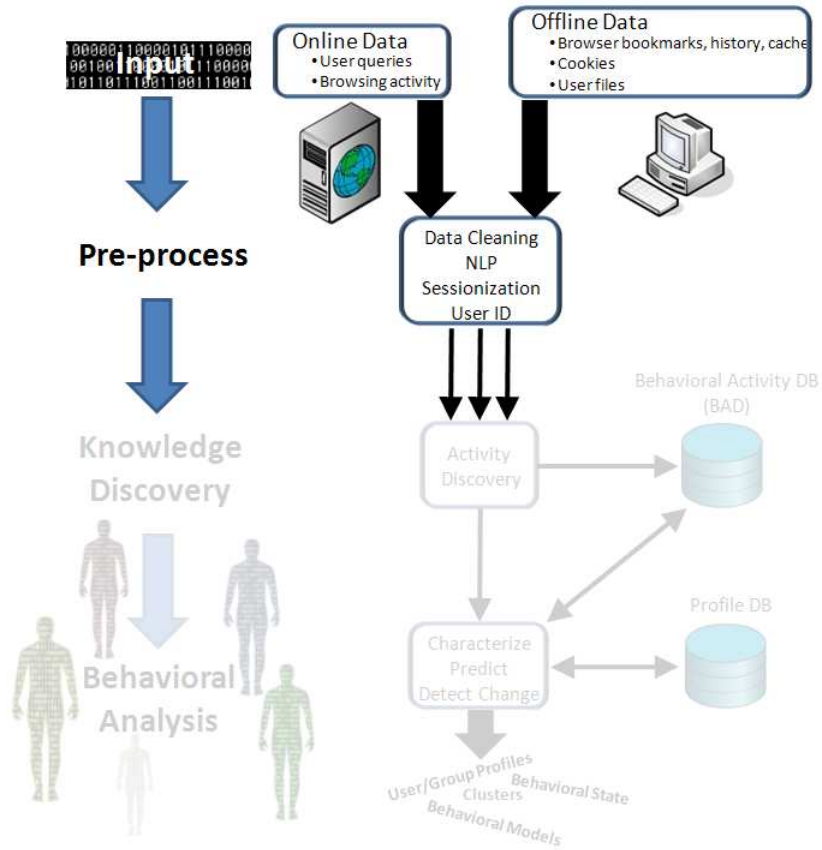 100000110000101110000
Input
Online Data
• User queries
• Browsing activity
Offline Data
• Browser bookmarks, history, cache
• Cookies
• User files
Pre-process
Data Cleaning
NLP
Sessionization
User ID
Knowledge
Discovery
Activity
Discovery
Behavioral Activity DB
(BAD)
Behavioral
Analysis
Characterize
Predict
Detect Change
Profile DB
User/Group Profiles
Behavioral State
Clusters
Behavioral Models